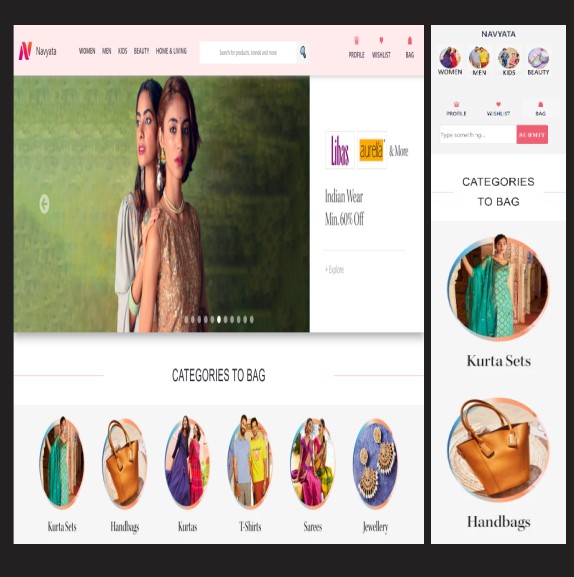 Navyata
WOMEN MEN KIDS BEAUTY HOME & LIVING
Search for products, brands and more
PROFILE WISHLIST BAG
Libas aurelia & More
Indian Wear
Min. 60% Off
+ Explore
CATEGORIES TO BAG
Kurta Sets Handbags Kurtas T-Shirts Sarees Jewellery
NAVYATA
WOMEN MEN KIDS BEAUTY
PROFILE WISHLIST BAG
Type something... SUBMIT
CATEGORIES
TO BAG
Kurta Sets
Handbags